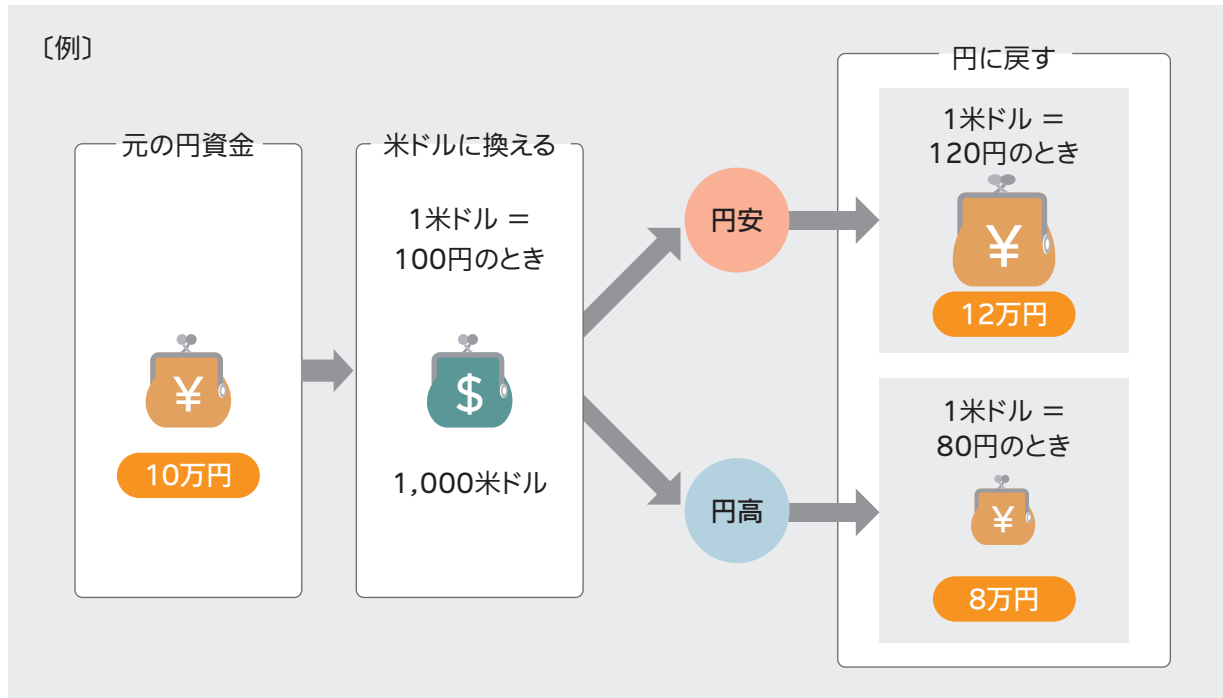 〔例〕
元の円資金
¥
10万円
米ドルに換える
1米ドル ＝
100円のとき
$
1,000米ドル
円安
円高
円に戻す
1米ドル ＝
120円のとき
¥
12万円
1米ドル ＝
80円のとき
¥
8万円